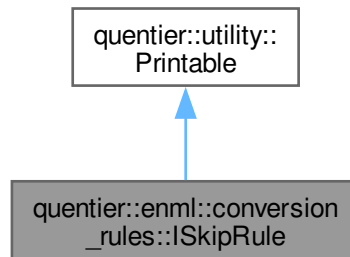 quentier::utility::
Printable
quentier::enml::conversion
_rules::ISkipRule